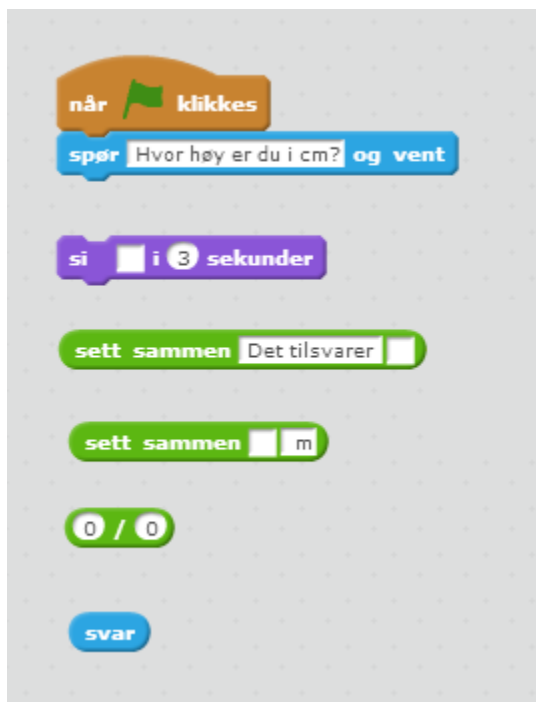 når klikkes
spør Hvor høy er du i cm? og vent
si i 3 sekunder
sett sammen Det tilsvarer
sett sammen m
0 / 0
svar